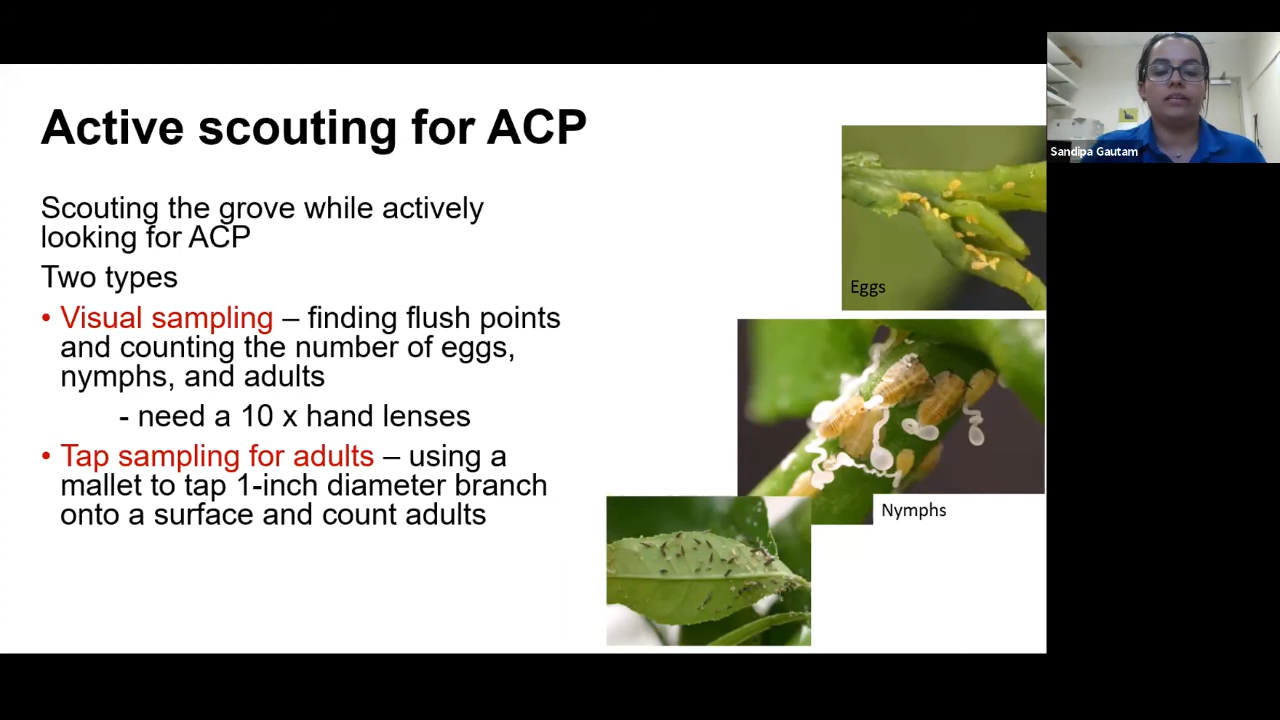 Active scouting for ACP
Scouting the grove while actively
looking for ACP
Two types
• Visual sampling – finding flush points
and counting the number of eggs,
nymphs, and adults
- need a 10 x hand lenses
• Tap sampling for adults – using a
mallet to tap 1-inch diameter branch
onto a surface and count adults
Eggs
Nymphs
Sandipa Gautam